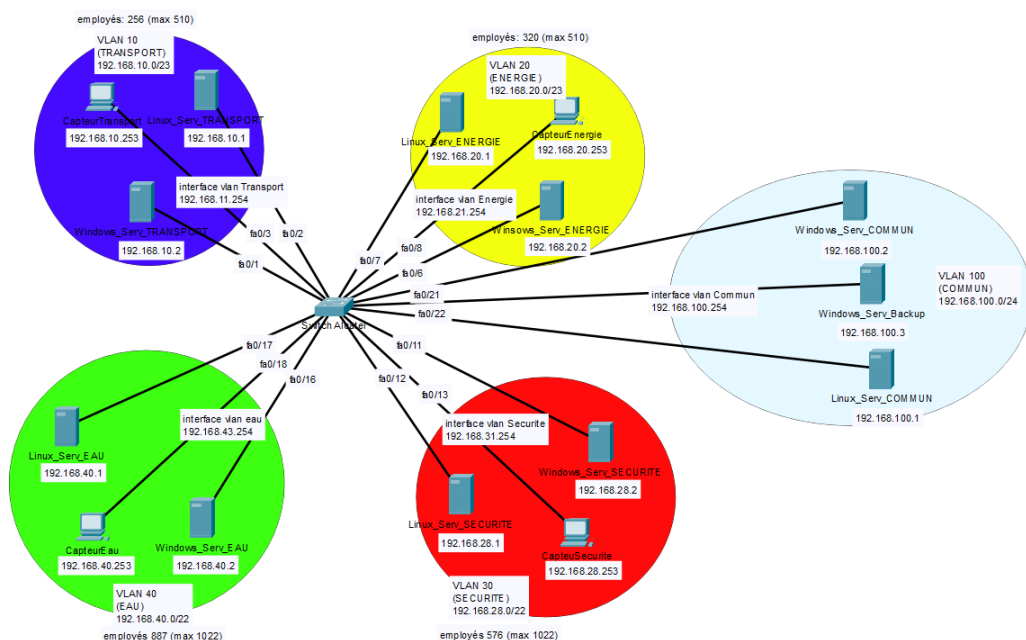 employés: 256 (max 510)
VLAN 10
(TRANSPORT)
192.168.10.0/23
CapteurTransport
192.168.10.253
Linux_Serv_TRANSPORT
192.168.10.1
interface vlan Transport
192.168.11.254
Windows_Serv_TRANSPORT
192.168.10.2
fa0/3
fa0/2
fa0/1
employés: 320 (max 510)
VLAN 20
(ENERGIE)
192.168.20.0/23
Linux_Serv_ENERGIE
192.168.20.1
CapteurEnergie
192.168.20.253
interface vlan Energie
192.168.21.254
Winsows_Serv_ENERGIE
192.168.20.2
fa0/8
fa0/7
fa0/6
fa0/21
fa0/22
Switch Alcatel
Windows_Serv_COMMUN
192.168.100.2
interface vlan Commun
192.168.100.254
VLAN 100
(COMMUN)
192.168.100.0/24
Windows_Serv_Backup
192.168.100.3
Linux_Serv_COMMUN
192.168.100.1
fa0/17
fa0/18
fa0/16
interface vlan eau
192.168.43.254
Linux_Serv_EAU
192.168.40.1
CapteurEau
192.168.40.253
Windows_Serv_EAU
192.168.40.2
VLAN 40
(EAU)
192.168.40.0/22
employés 887 (max 1022)
fa0/11
fa0/12
fa0/13
interface vlan Securite
192.168.31.254
Windows_Serv_SECURITE
192.168.28.2
Linux_Serv_SECURITE
192.168.28.1
CapteuSecurite
192.168.28.253
VLAN 30
(SECURITE)
192.168.28.0/22
employés 576 (max 1022)